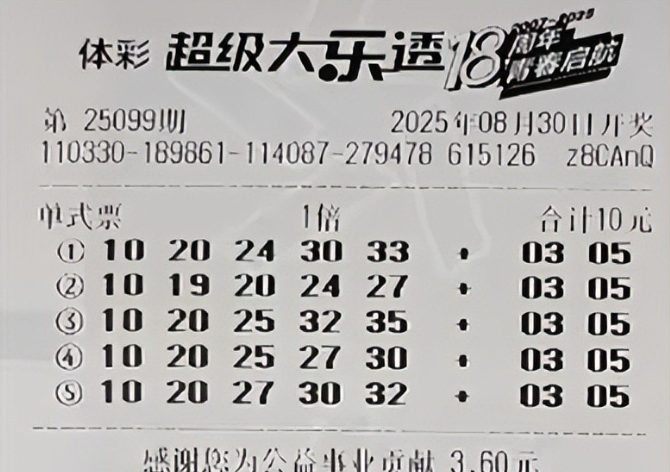 体彩 超级大乐透 18周年 2007-2025
青春启航
第 25099期 2025年08月30日开奖
110330-189861-114087-279478 615126 z8CAnQ
单式票 1倍 合计10元
① 10 20 24 30 33 + 03 05
② 10 19 20 24 27 + 03 05
③ 10 20 25 32 35 + 03 05
④ 10 20 25 27 30 + 03 05
⑤ 10 20 27 30 32 + 03 05
感谢您为公益事业贡献 3.60元